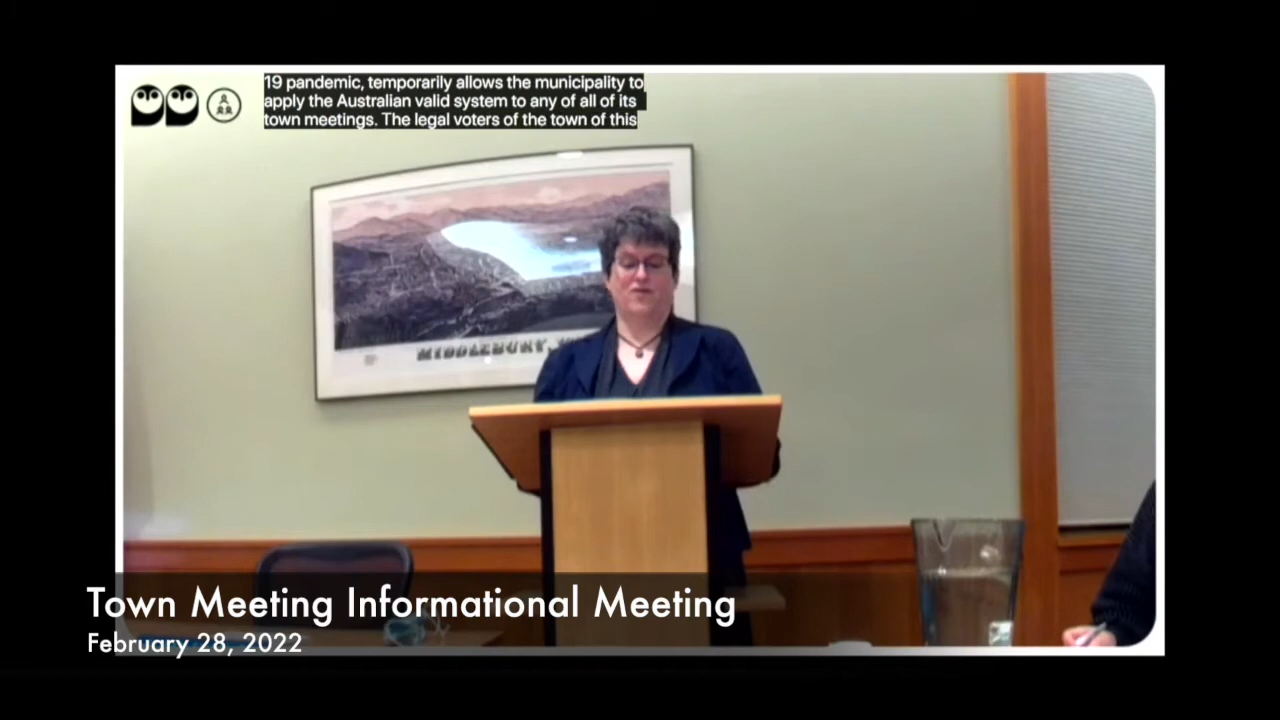 19 pandemic, temporarily allows the municipality to
apply the Australian valid system to any of all of its
town meetings. The legal voters of the town of this
MIDDLEBURY,
Town Meeting Informational Meeting
February 28, 2022